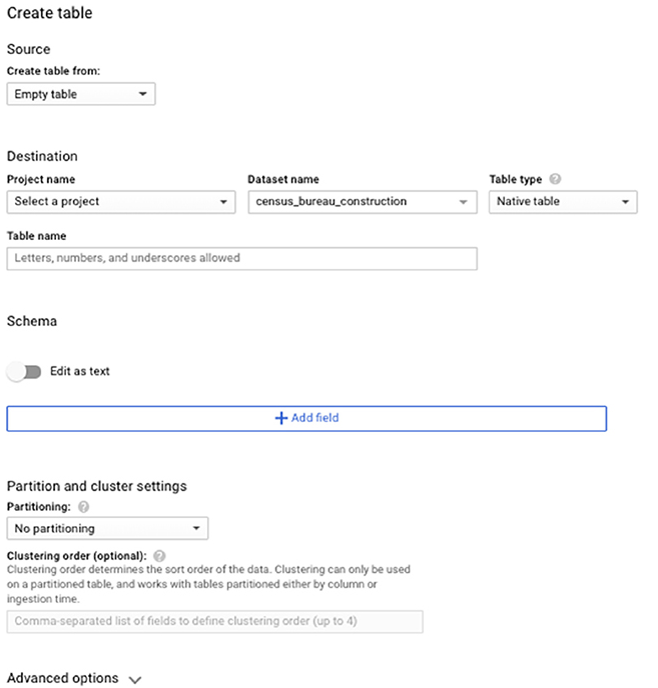 Create table
Source
Create table from:
Empty table
Destination
Project name Dataset name Table type ?
Select a project census_bureau_construction Native table
Table name
Letters, numbers, and underscores allowed
Schema
Edit as text
+ Add field
Partition and cluster settings
Partitioning: ?
No partitioning
Clustering order (optional): ?
Clustering order determines the sort order of the data. Clustering can only be used
on a partitioned table, and works with tables partitioned either by column or
ingestion time.
Comma-separated list of fields to define clustering order (up to 4)
Advanced options